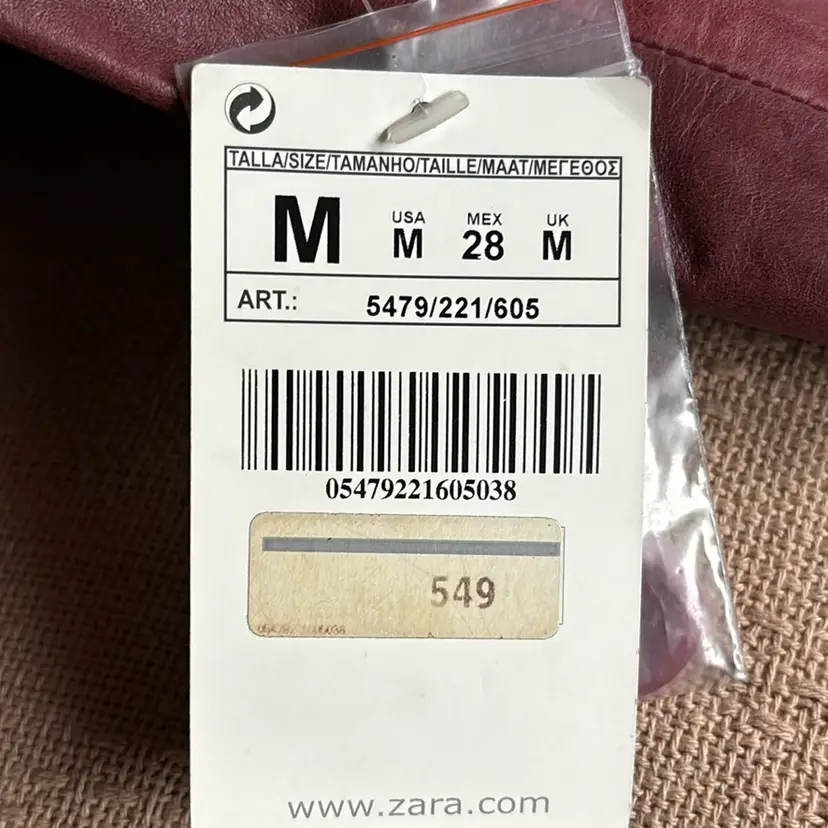 TALLA/SIZE/TAMANHO/TAILLE/MAAT/ΜΕΓΕΘΟΣ
M USA M MEX 28 UK M
ART.: 5479/221/605
05479221605038
549
www.zara.com